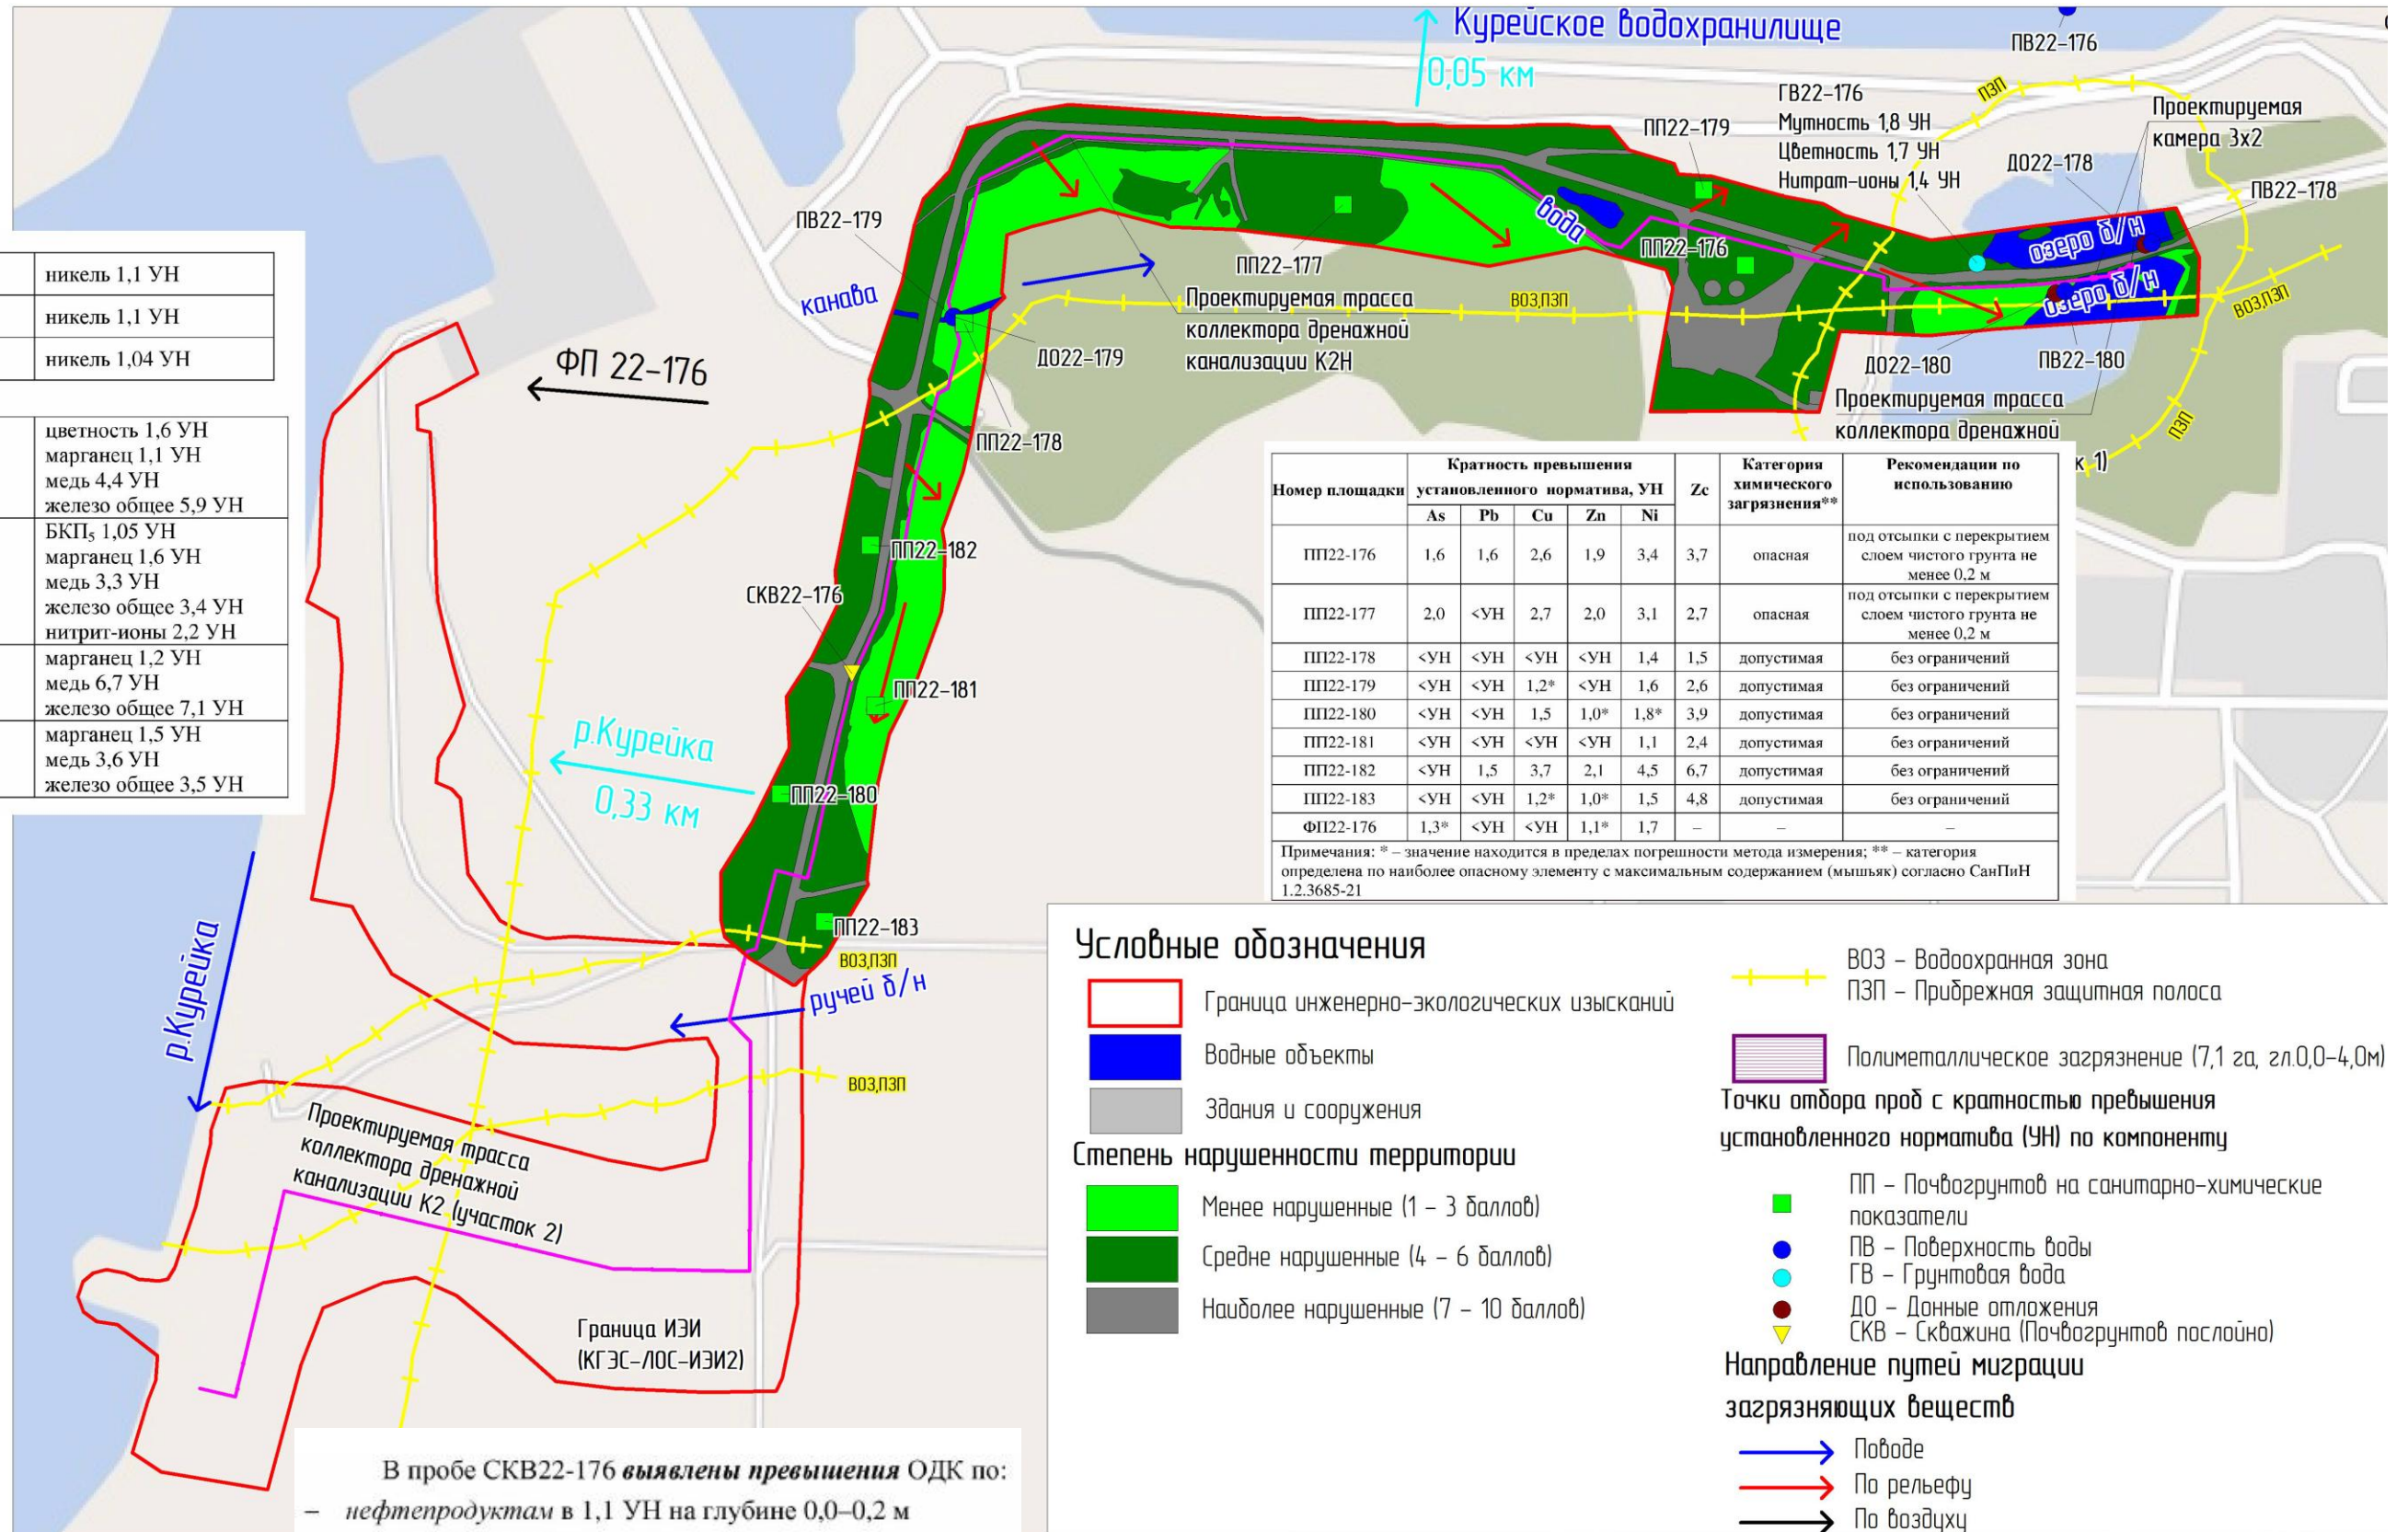 Курейское водохранилище
0,05 км
ПВ22-176
ПЗП
ГВ22-176
Мутность 1,8 УН
Цветность 1,7 УН
Нитрат-ионы 1,4 УН
Проектируемая
камера 3х2
ПП22-179
ДО22-178
ПВ22-178
ПВ22-179
вода
озеро б/н
озеро б/н
ПП22-176
ПП22-177
канава
Проектируемая трасса
коллектора дренажной
канализации К2Н
ВОЗ,ПЗП
ВОЗ,ПЗП
ДО22-179
ДО22-180
ПВ22-180
Проектируемая трасса
коллектора дренажной
к 1)
ПЗП
никель 1,1 УН
никель 1,1 УН
никель 1,04 УН
ФП 22-176
цветность 1,6 УН
марганец 1,1 УН
медь 4,4 УН
железо общее 5,9 УН
БКП₅ 1,05 УН
марганец 1,6 УН
медь 3,3 УН
железо общее 3,4 УН
нитрит-ионы 2,2 УН
марганец 1,2 УН
медь 6,7 УН
железо общее 7,1 УН
марганец 1,5 УН
медь 3,6 УН
железо общее 3,5 УН
ПП22-178
ПП22-182
СКВ22-176
ПП22-181
р.Курейка
0,33 км
ПП22-180
ПП22-183
ВОЗ,ПЗП
ручей б/н
р.Курейка
ВОЗ,ПЗП
Проектируемая трасса
коллектора дренажной
канализации К2 (участок 2)
Граница ИЭИ
(КГЭС-ЛОС-ИЭИ2)
Номер площадки Кратность превышения установленного норматива, УН Zc Категория химического загрязнения** Рекомендации по использованию
As Pb Cu Zn Ni
ПП22-176 1,6 1,6 2,6 1,9 3,4 3,7 опасная под отсыпки с перекрытием слоем чистого грунта не менее 0,2 м
ПП22-177 2,0 <УН 2,7 2,0 3,1 2,7 опасная под отсыпки с перекрытием слоем чистого грунта не менее 0,2 м
ПП22-178 <УН <УН <УН <УН 1,4 1,5 допустимая без ограничений
ПП22-179 <УН <УН 1,2* <УН 1,6 2,6 допустимая без ограничений
ПП22-180 <УН <УН 1,5 1,0* 1,8* 3,9 допустимая без ограничений
ПП22-181 <УН <УН <УН <УН 1,1 2,4 допустимая без ограничений
ПП22-182 <УН 1,5 3,7 2,1 4,5 6,7 допустимая без ограничений
ПП22-183 <УН <УН 1,2* 1,0* 1,5 4,8 допустимая без ограничений
ФП22-176 1,3* <УН <УН 1,1* 1,7 – – –
Примечания: * – значение находится в пределах погрешности метода измерения; ** – категория
определена по наиболее опасному элементу с максимальным содержанием (мышьяк) согласно СанПиН
1.2.3685-21
В пробе СКВ22-176 выявлены превышения ОДК по:
– нефтепродуктам в 1,1 УН на глубине 0,0–0,2 м
Условные обозначения
Граница инженерно-экологических изысканий
Водные объекты
Здания и сооружения
Степень нарушенности территории
Менее нарушенные (1 - 3 баллов)
Средне нарушенные (4 - 6 баллов)
Наиболее нарушенные (7 - 10 баллов)
ВОЗ - Водоохранная зона
ПЗП - Прибрежная защитная полоса
Полиметаллическое загрязнение (7,1 га, гл.0,0-4,0м)
Точки отбора проб с кратностью превышения
установленного норматива (УН) по компоненту
ПП - Почвогрунтов на санитарно-химические
показатели
ПВ - Поверхность воды
ГВ - Грунтовая вода
ДО - Донные отложения
СКВ - Скважина (Почвогрунтов послойно)
Направление путей миграции
загрязняющих веществ
Поводе
По рельефу
По воздуху